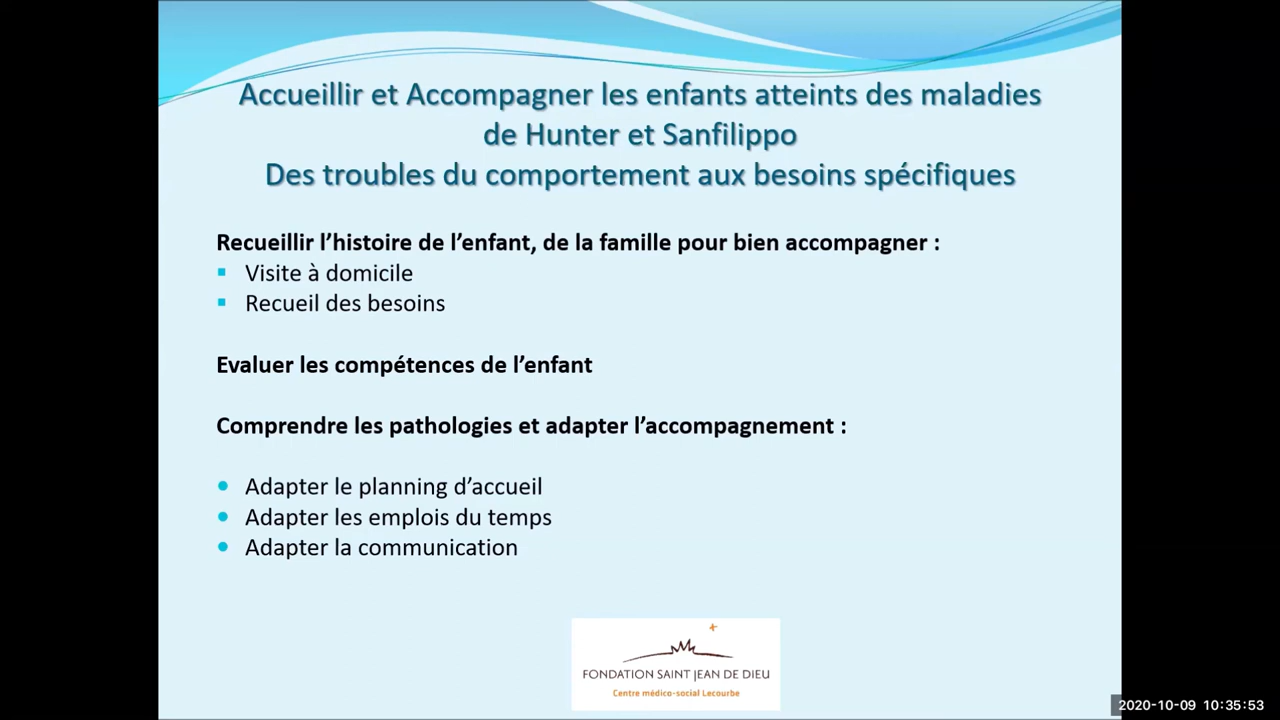 Accueillir et Accompagner les enfants atteints des maladies
de Hunter et Sanfilippo
Des troubles du comportement aux besoins spécifiques
Recueillir l’histoire de l’enfant, de la famille pour bien accompagner :
Visite à domicile
Recueil des besoins
Evaluer les compétences de l’enfant
Comprendre les pathologies et adapter l’accompagnement :
Adapter le planning d’accueil
Adapter les emplois du temps
Adapter la communication
FONDATION SAINT JEAN DE DIEU
Centre médico-social Lecourbe
2020-10-09 10:35:53